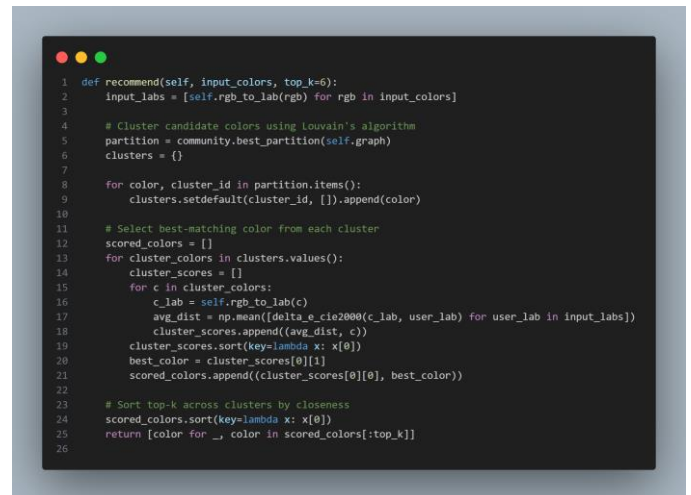 1 def recommend(self, input_colors, top_k=6):
2     input_labs = [self.rgb_to_lab(rgb) for rgb in input_colors]
3
4     # Cluster candidate colors using Louvain's algorithm
5     partition = community.best_partition(self.graph)
6     clusters = {}
7
8     for color, cluster_id in partition.items():
9         clusters.setdefault(cluster_id, []).append(color)
10
11     # Select best-matching color from each cluster
12     scored_colors = []
13     for cluster_colors in clusters.values():
14         cluster_scores = []
15         for c in cluster_colors:
16             c_lab = self.rgb_to_lab(c)
17             avg_dist = np.mean([delta_e_cie2000(c_lab, user_lab) for user_lab in input_labs])
18             cluster_scores.append((avg_dist, c))
19         cluster_scores.sort(key=lambda x: x[0])
20         best_color = cluster_scores[0][1]
21         scored_colors.append((cluster_scores[0][0], best_color))
22
23     # Sort top-k across clusters by closeness
24     scored_colors.sort(key=lambda x: x[0])
25     return [color for _, color in scored_colors[:top_k]]
26